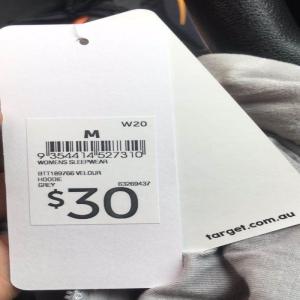 W20
M
9 354414 527310
WOMENS SLEEPWEAR
BTT189766 VELOUR
HOODIE
GREY 63269437
$30
target.com.au